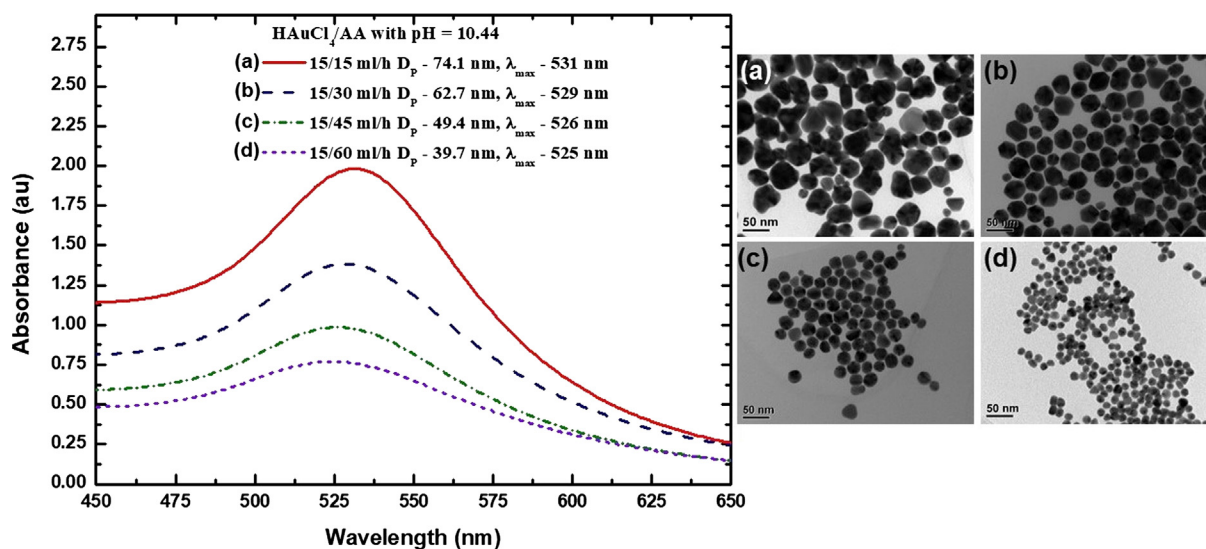 HAuCl4/AA with pH = 10.44
(a) 15/15 ml/h DP - 74.1 nm, λmax - 531 nm
(b) 15/30 ml/h DP - 62.7 nm, λmax - 529 nm
(c) 15/45 ml/h DP - 49.4 nm, λmax - 526 nm
(d) 15/60 ml/h DP - 39.7 nm, λmax - 525 nm
Absorbance (au)
2.75
2.50
2.25
2.00
1.75
1.50
1.25
1.00
0.75
0.50
0.25
0.00
450 475 500 525 550 575 600 625 650
Wavelength (nm)
(a)
50 nm
(b)
50 nm
(c)
50 nm
(d)
50 nm